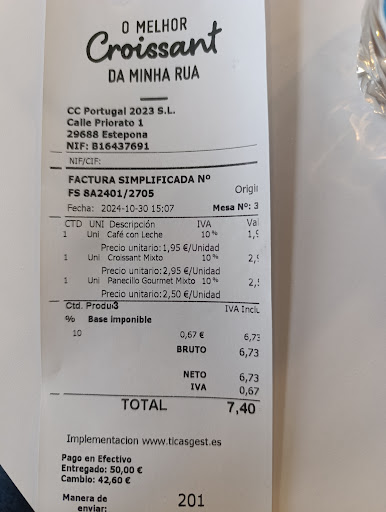 O MELHOR
Croissant
DA MINHA RUA
CC Portugal 2023 S.L.
Calle Priorato 1
29688 Estepona
NIF: B16437691
NIF/CIF:
FACTURA SIMPLIFICADA Nº
FS 8A2401/2705
Fecha: 2024-10-30 15:07 Mesa Nº: 3
CTD UNI Descripción IVA
1 Uni Café con Leche 10%
Precio unitario:1,95 €/Unidad
1 Uni Croissant Mixto 10%
Precio unitario:2,95 €/Unidad
1 Uni Panecillo Gourmet Mixto 10%
Precio unitario:2,50 €/Unidad
Ctd. Produ:3 IVA
% Base imponible
10 0,67 € 6,73
BRUTO 6,73
NETO 6,73
IVA 0,67
TOTAL 7,40
Implementacion www.ticasgest.es
Pago en Efectivo
Entregado: 50,00 €
Cambio: 42,60 €
Manera de
enviar:
201